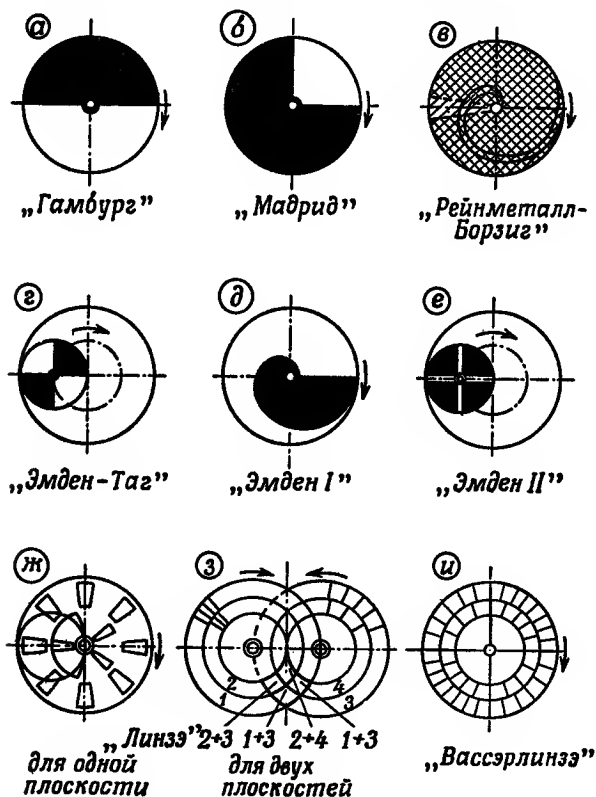 а б в
„Гамбург” „Мадрид” „Рейнметалл-
Борзиг”
г д е
„Эмден-Таг” „Эмден I” „Эмден II”
ж з и
2 4
1 3
„Линзэ” 2+3 1+3 2+4 1+3
для одной для двух „Вассэрлинзэ”
плоскости плоскостей